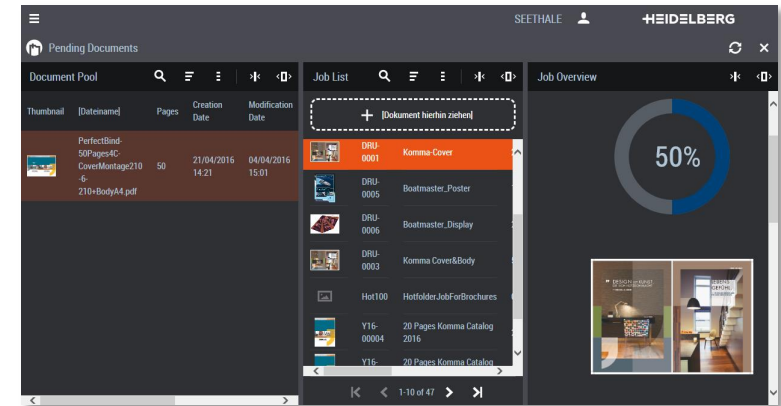 SEETHALE
HEIDELBERG
Pending Documents
Document Pool
Thumbnail [Dateiname] Pages Creation Date Modification Date
PerfectBind-
50Pages4C-
CoverMontage210
-6-
210+BodyA4.pdf
50
21/04/2016
14:21
04/04/2016
15:01
Job List
[Dokument hierhin ziehen]
DRU-
0001
Komma-Cover
DRU-
0005
Boatmaster_Poster
DRU-
0006
Boatmaster_Display
DRU-
0003
Komma Cover&Body
Hot100
HotfolderJobForBrochures
Y16-
00004
20 Pages Komma Catalog
2016
Y16-
20 Pages Komma Catalog
1-10 of 47
Job Overview
50%